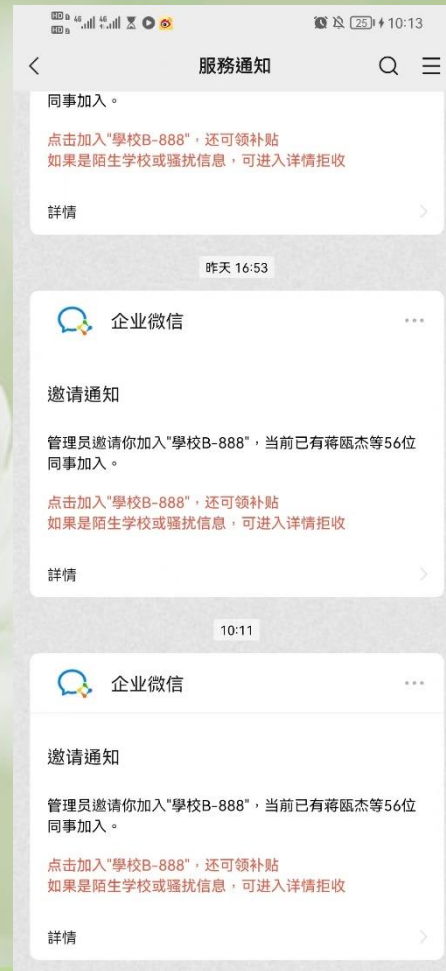 HD 46 46
HD
25 10:13
服務通知
同事加入。
点击加入"學校B-888",还可领补贴
如果是陌生学校或骚扰信息,可进入详情拒收
詳情
昨天 16:53
企业微信
邀请通知
管理员邀请你加入"學校B-888",当前已有蒋瓯杰等56位
同事加入。
点击加入"學校B-888",还可领补贴
如果是陌生学校或骚扰信息,可进入详情拒收
詳情
10:11
企业微信
邀请通知
管理员邀请你加入"學校B-888",当前已有蒋瓯杰等56位
同事加入。
点击加入"學校B-888",还可领补贴
如果是陌生学校或骚扰信息,可进入详情拒收
詳情